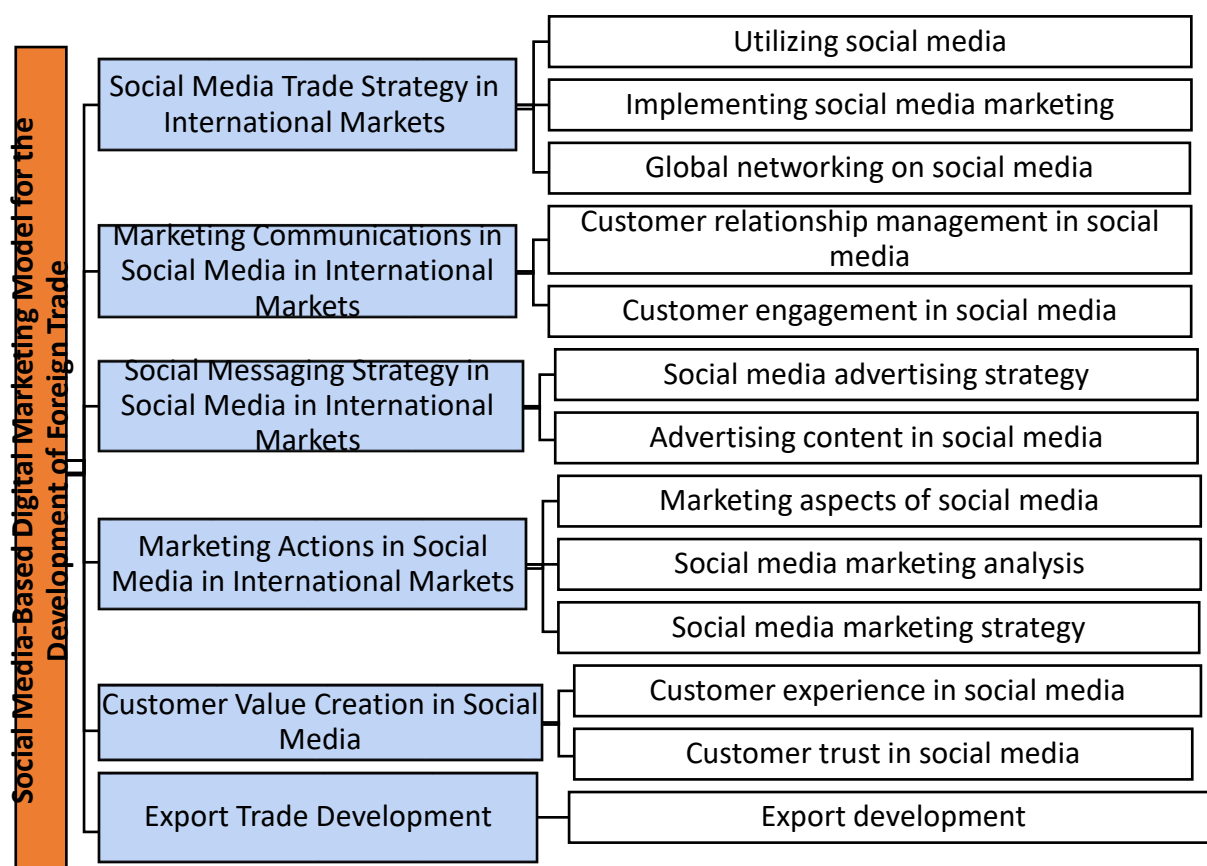 Social Media-Based Digital Marketing Model for the
Development of Foreign Trade
Social Media Trade Strategy in
International Markets
Utilizing social media
Implementing social media marketing
Global networking on social media
Marketing Communications in
Social Media in International
Markets
Customer relationship management in social
media
Customer engagement in social media
Social Messaging Strategy in
Social Media in International
Markets
Social media advertising strategy
Advertising content in social media
Marketing Actions in Social
Media in International Markets
Marketing aspects of social media
Social media marketing analysis
Social media marketing strategy
Customer Value Creation in Social
Media
Customer experience in social media
Customer trust in social media
Export Trade Development
Export development